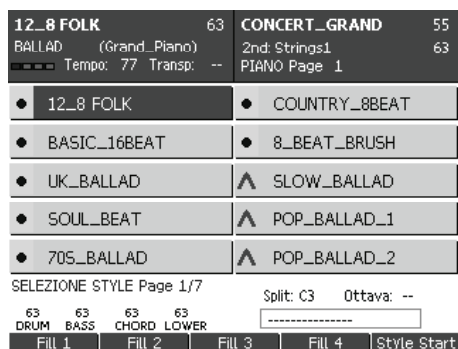 12_8 FOLK 63
BALLAD (Grand_Piano)
Tempo: 77 Transp: --
CONCERT_GRAND 55
2nd: Strings1 63
PIANO Page 1
12_8 FOLK
BASIC_16BEAT
UK_BALLAD
SOUL_BEAT
70S_BALLAD
COUNTRY_8BEAT
8_BEAT_BRUSH
SLOW_BALLAD
POP_BALLAD_1
POP_BALLAD_2
SELEZIONE STYLE Page 1/7
Split: C3 Ottava: --
63 63 63 63
DRUM BASS CHORD LOWER
---------------
Fill 1 Fill 2 Fill 3 Fill 4 Style Start